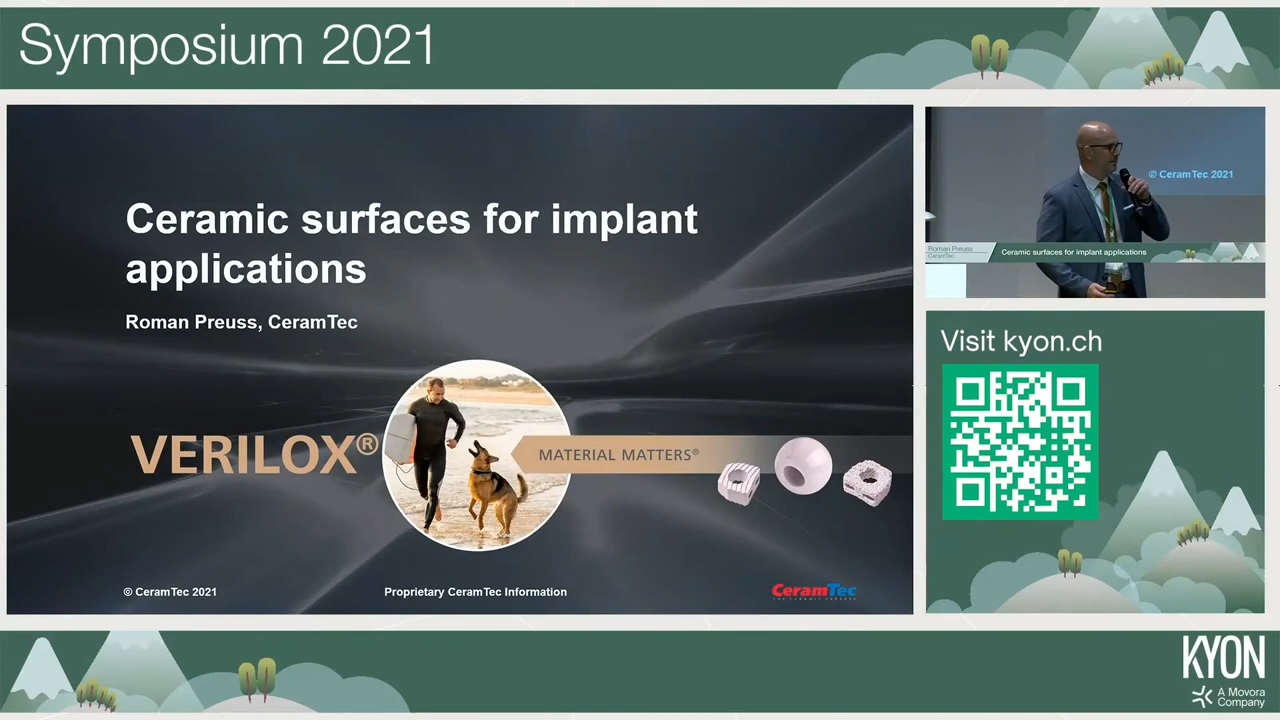 Symposium 2021
Ceramic surfaces for implant
applications
Roman Preuss, CeramTec
VERILOX®
MATERIAL MATTERS®
© CeramTec 2021
Proprietary CeramTec Information
CeramTec
© CeramTec 2021
Roman Preuss
CeramTec
Ceramic surfaces for implant applications
Visit kyon.ch
KYON
A Movora
Company